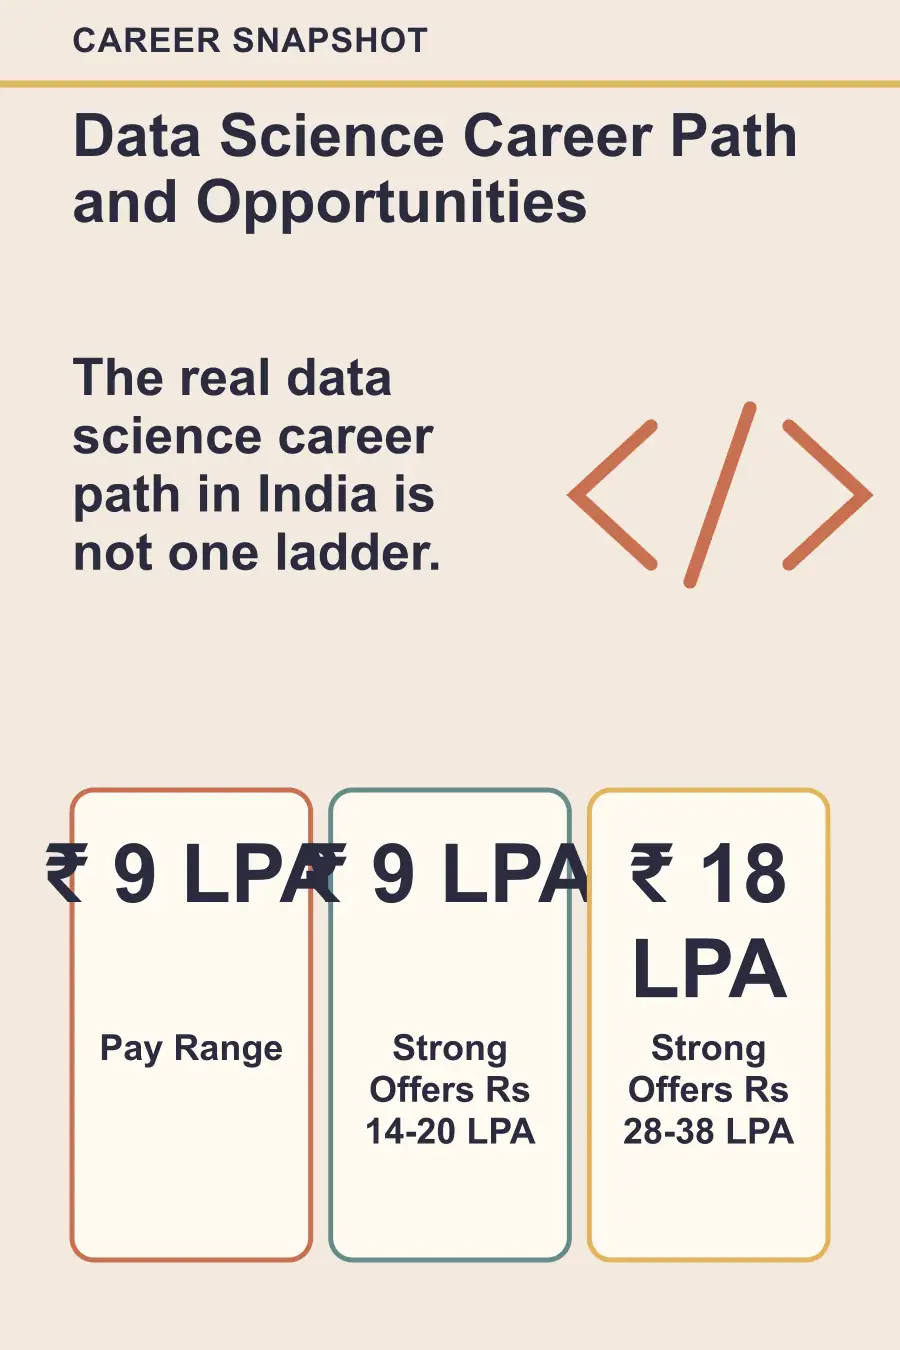 CAREER SNAPSHOT
Data Science Career Path
and Opportunities
The real data
science career
path in India is
not one ladder.
₹ 9 LPA
Pay Range
₹ 9 LPA
Strong
Offers Rs
14-20 LPA
₹ 18
LPA
Strong
Offers Rs
28-38 LPA